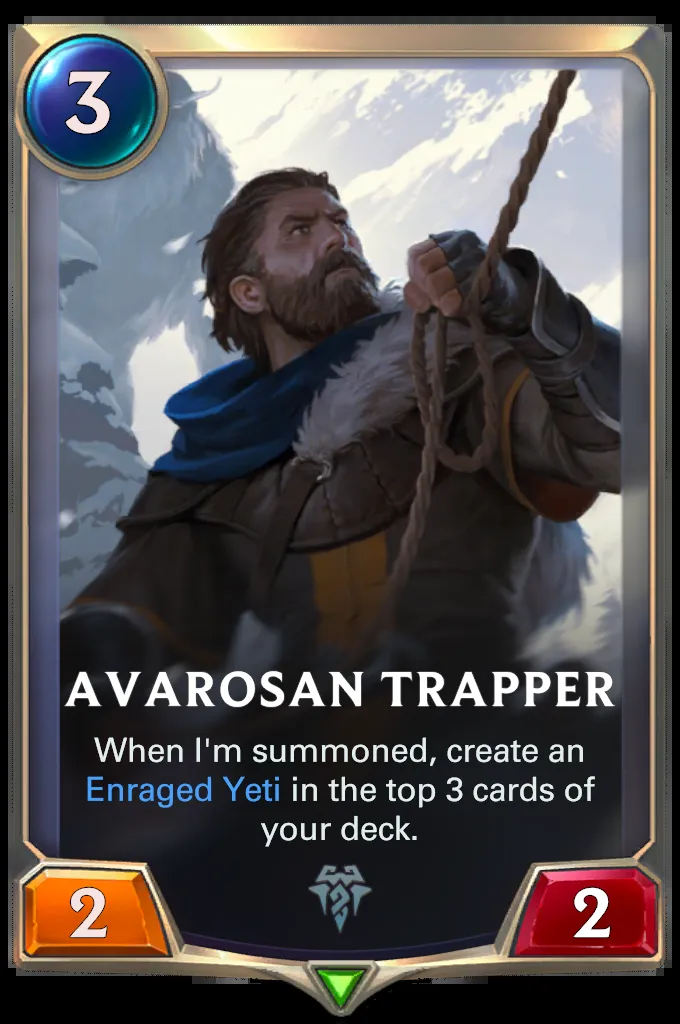 3
AVAROSAN TRAPPER
When I'm summoned, create an
Enraged Yeti in the top 3 cards of
your deck.
2
2